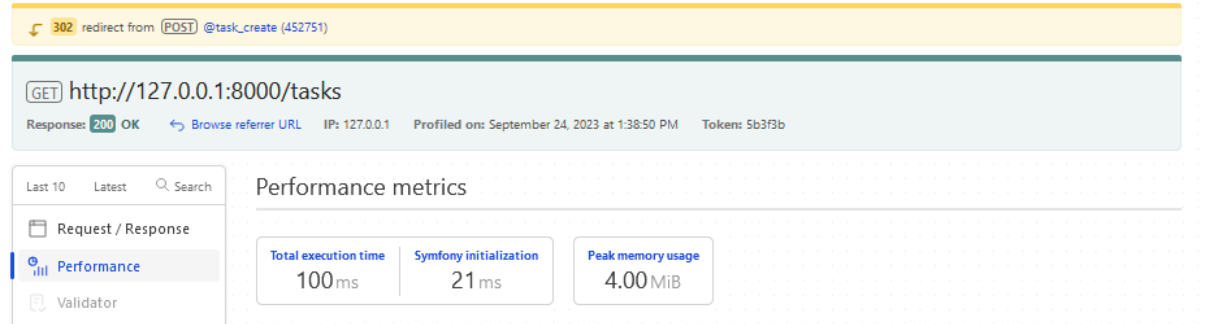 302 redirect from POST @task_create (452751)
GET http://127.0.0.1:8000/tasks
Response: 200 OK Browse referrer URL IP: 127.0.0.1 Profiled on: September 24, 2023 at 1:38:50 PM Token: 5b3f3b
Last 10 Latest Search
Request / Response
Performance
Validator
Performance metrics
Total execution time Symfony initialization Peak memory usage
100 ms 21 ms 4.00 MiB